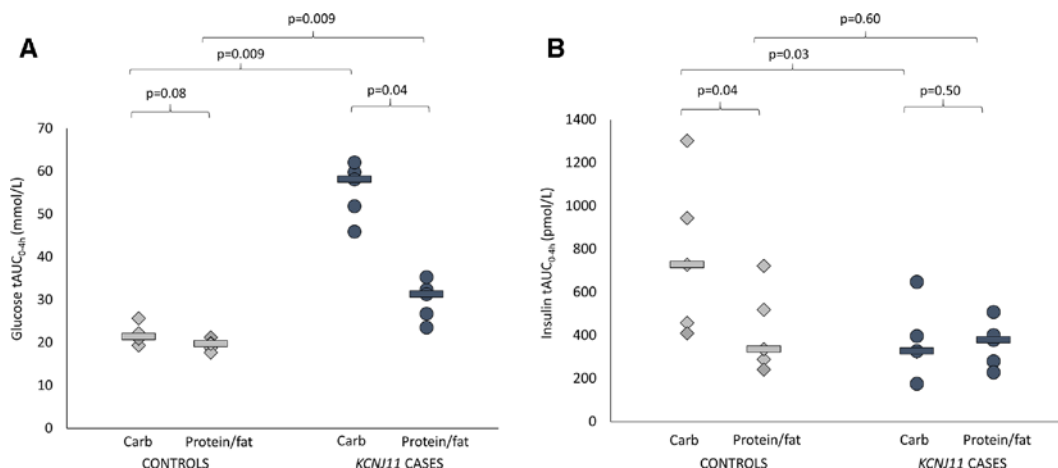 A
p=0.009
p=0.009
p=0.08
p=0.04
70
60
50
40
30
20
10
0
Glucose tAUC0-4h (mmol/L)
Carb
Protein/fat
Carb
Protein/fat
CONTROLS
KCNJ11 CASES
B
p=0.60
p=0.03
p=0.04
p=0.50
1400
1200
1000
800
600
400
200
0
Insulin tAUC0-4h (pmol/L)
Carb
Protein/fat
Carb
Protein/fat
CONTROLS
KCNJ11 CASES